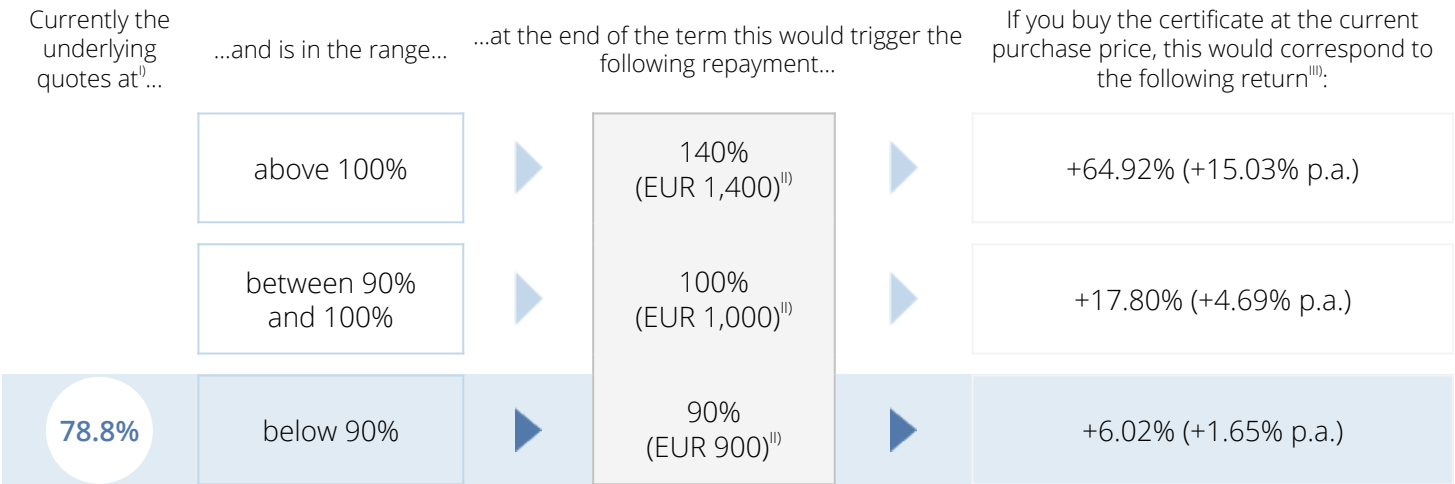 Currently the
underlying
quotes atI)...
...and is in the range...
...at the end of the term this would trigger the
following repayment...
If you buy the certificate at the current
purchase price, this would correspond to
the following returnIII):
above 100%
140%
(EUR 1,400)II)
+64.92% (+15.03% p.a.)
between 90%
and 100%
100%
(EUR 1,000)II)
+17.80% (+4.69% p.a.)
78.8%
below 90%
90%
(EUR 900)II)
+6.02% (+1.65% p.a.)